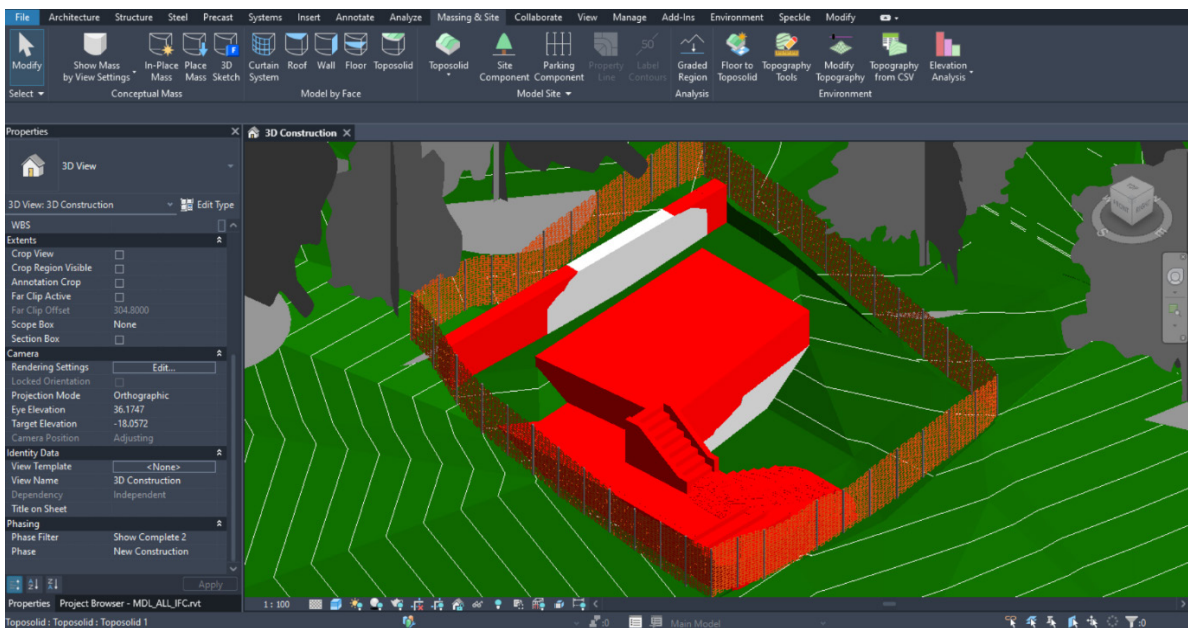 File Architecture Structure Steel Precast Systems Insert Annotate Analyze Massing & Site Collaborate View Manage Add-Ins Environment Speckle Modify
Modify
Show Mass by View Settings
In-Place Mass
Place Mass
3D Sketch
Curtain System
Roof
Wall
Floor
Toposolid
Toposolid
Site Component
Parking Component
Property Line
Label Contours
Graded Region
Floor to Toposolid
Topography Tools
Modify Topography
Topography from CSV
Elevation Analysis
Select Conceptual Mass Model by Face Model Site Analysis Environment
Properties
3D Construction
3D View
3D View: 3D Construction Edit Type
WBS
Extents
Crop View
Crop Region Visible
Annotation Crop
Far Clip Active
Far Clip Offset 304.8000
Scope Box None
Section Box
Camera
Rendering Settings Edit...
Locked Orientation
Projection Mode Orthographic
Eye Elevation 36.1747
Target Elevation -18.0572
Camera Position Adjusting
Identity Data
View Template <None>
View Name 3D Construction
Dependency Independent
Title on Sheet
Phasing
Phase Filter Show Complete 2
Phase New Construction
Apply
Properties Project Browser - MDL_ALL_IFC.rvt 1 : 100
Toposolid : Toposolid : Toposolid 1 :0 Main Model :0